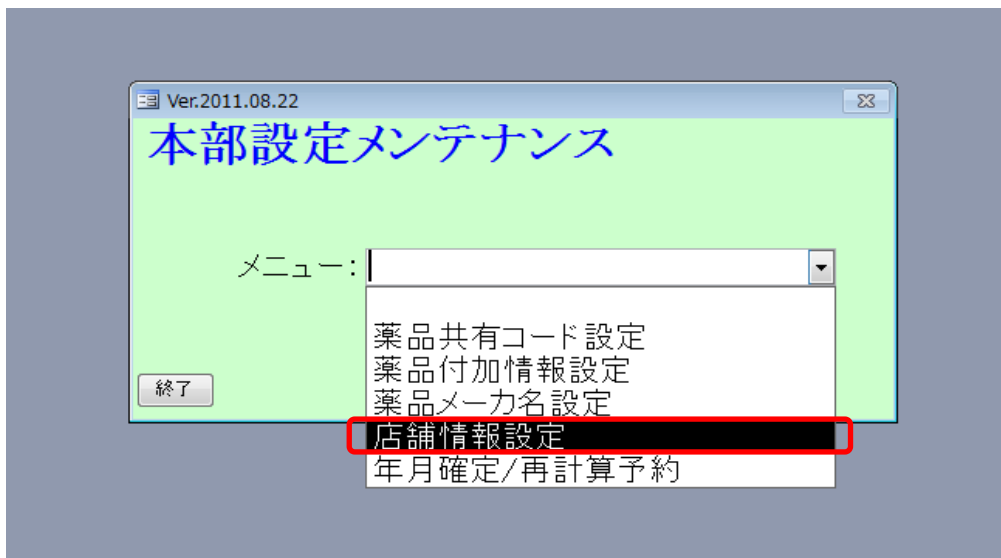 Ver.2011.08.22
本部設定メンテナンス
メニュー:
薬品共有コード設定
薬品付加情報設定
薬品メーカ名設定
店舗情報設定
年月確定/再計算予約
終了